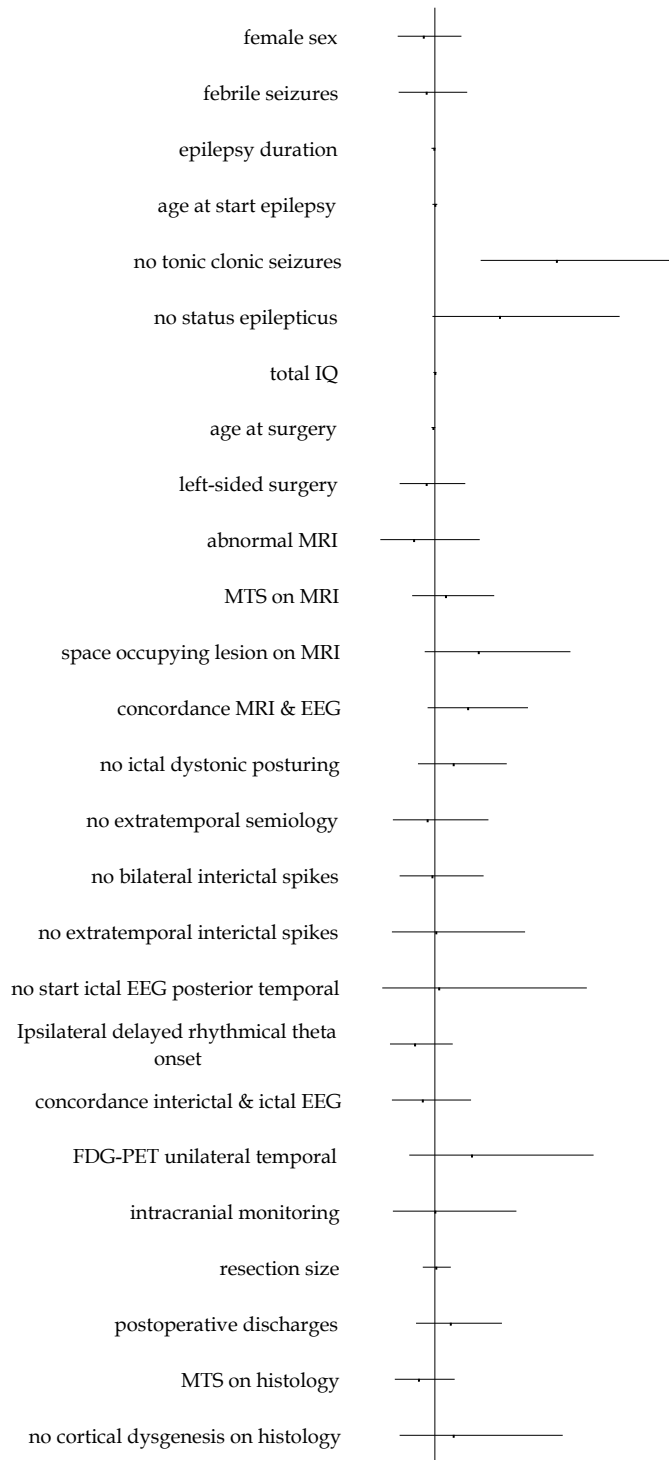 female sex
febrile seizures
epilepsy duration
age at start epilepsy
no tonic clonic seizures
no status epilepticus
total IQ
age at surgery
left-sided surgery
abnormal MRI
MTS on MRI
space occupying lesion on MRI
concordance MRI & EEG
no ictal dystonic posturing
no extratemporal semiology
no bilateral interictal spikes
no extratemporal interictal spikes
no start ictal EEG posterior temporal
Ipsilateral delayed rhythmical theta
onset
concordance interictal & ictal EEG
FDG-PET unilateral temporal
intracranial monitoring
resection size
postoperative discharges
MTS on histology
no cortical dysgenesis on histology